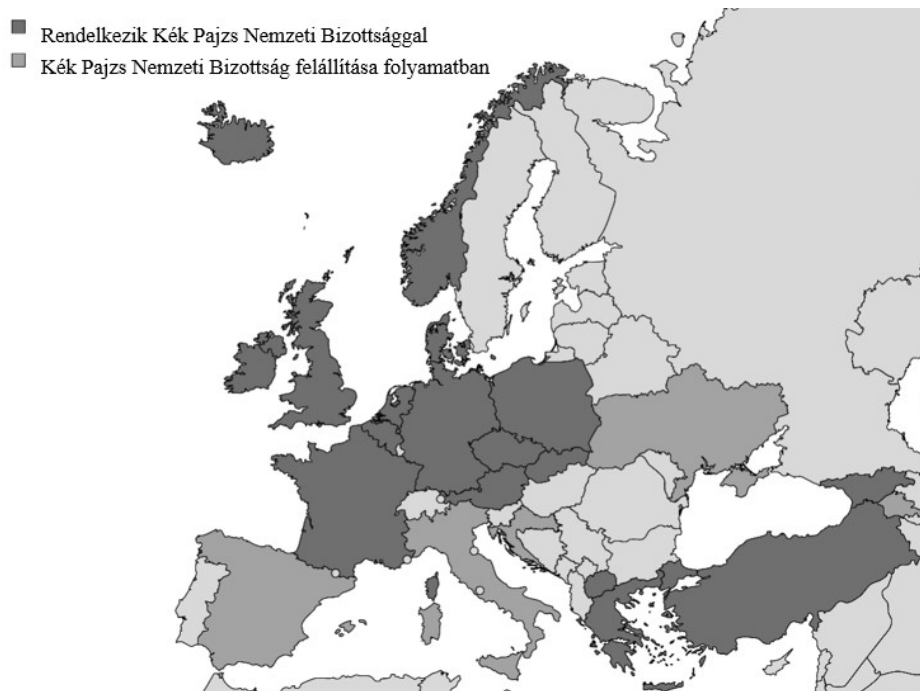 Rendelkezik Kék Pajzs Nemzeti Bizottsággal
Kék Pajzs Nemzeti Bizottság felállítása folyamatban